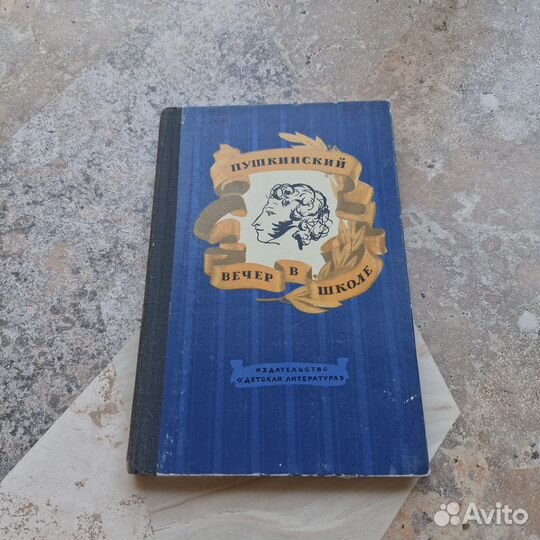 ПУШКИНСКИЙ
ВЕЧЕР В ШКОЛЕ
ИЗДАТЕЛЬСТВО
«ДЕТСКАЯ ЛИТЕРАТУРА»
Avito